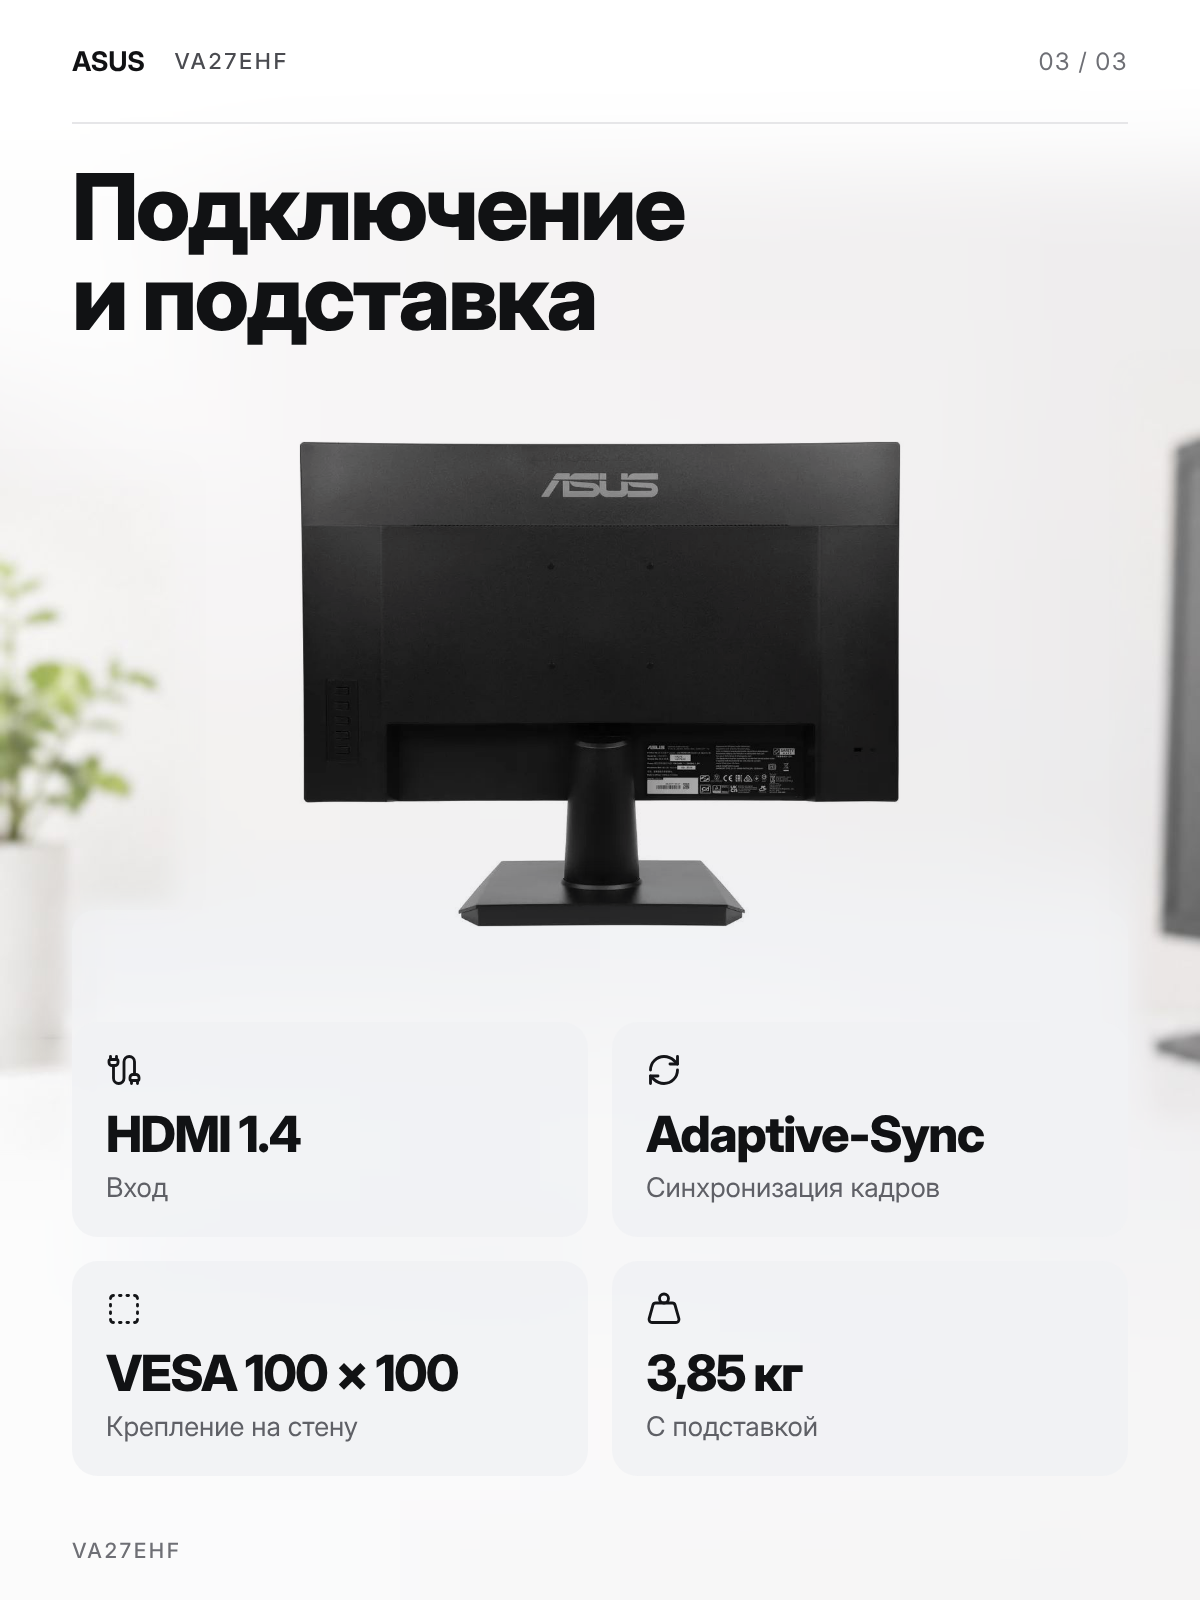 ASUS VA27EHF 03 / 03
Подключение
и подставка
ASUS
HDMI 1.4
Вход
Adaptive-Sync
Синхронизация кадров
VESA 100 × 100
Крепление на стену
3,85 кг
С подставкой
VA27EHF